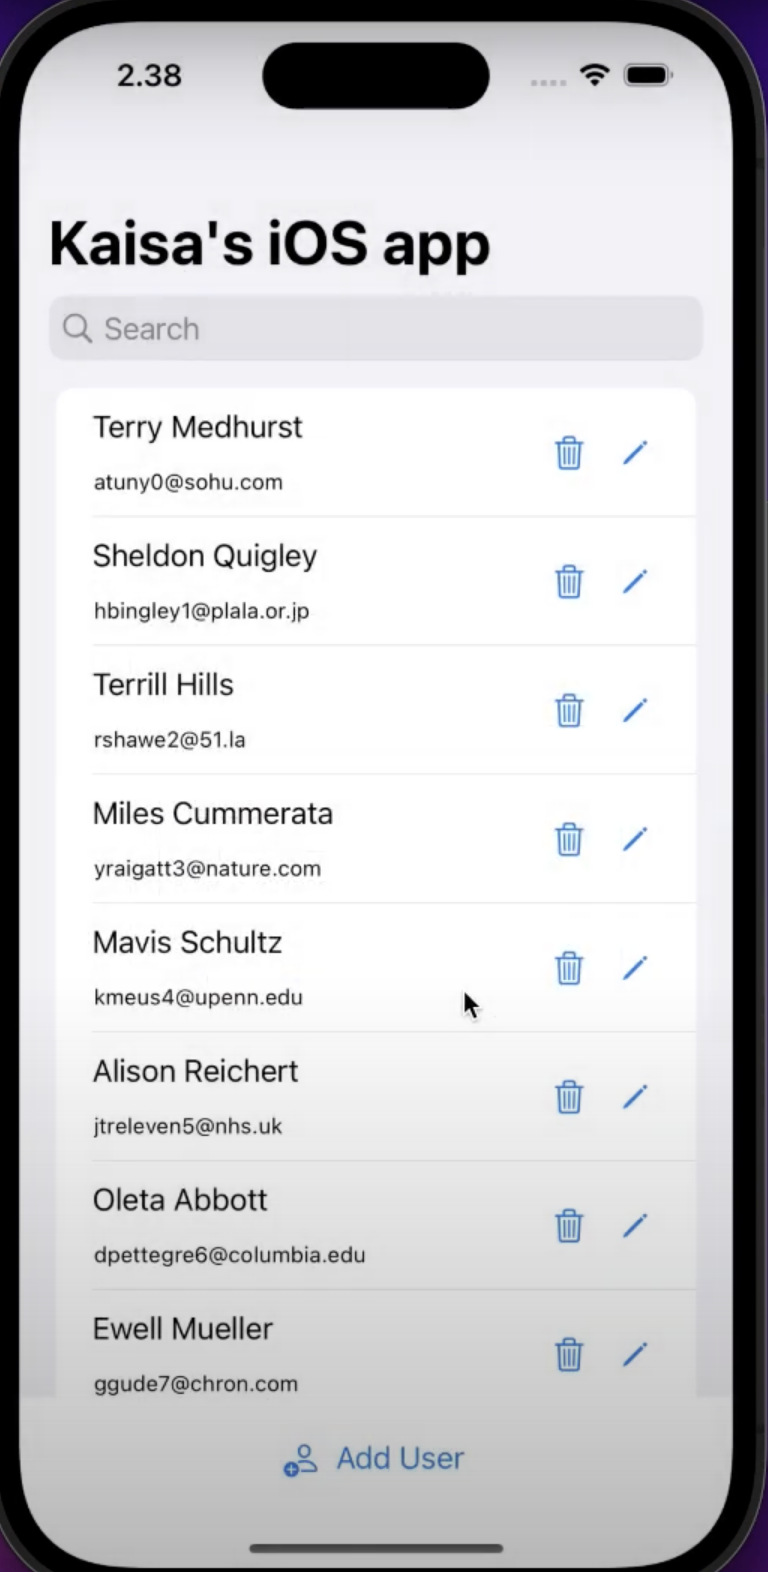 2.38
Kaisa's iOS app
Search
Terry Medhurst
atuny0@sohu.com
Sheldon Quigley
hbingley1@plala.or.jp
Terrill Hills
rshawe2@51.la
Miles Cummerata
yraigatt3@nature.com
Mavis Schultz
kmeus4@upenn.edu
Alison Reichert
jtreleven5@nhs.uk
Oleta Abbott
dpettegre6@columbia.edu
Ewell Mueller
ggude7@chron.com
Add User